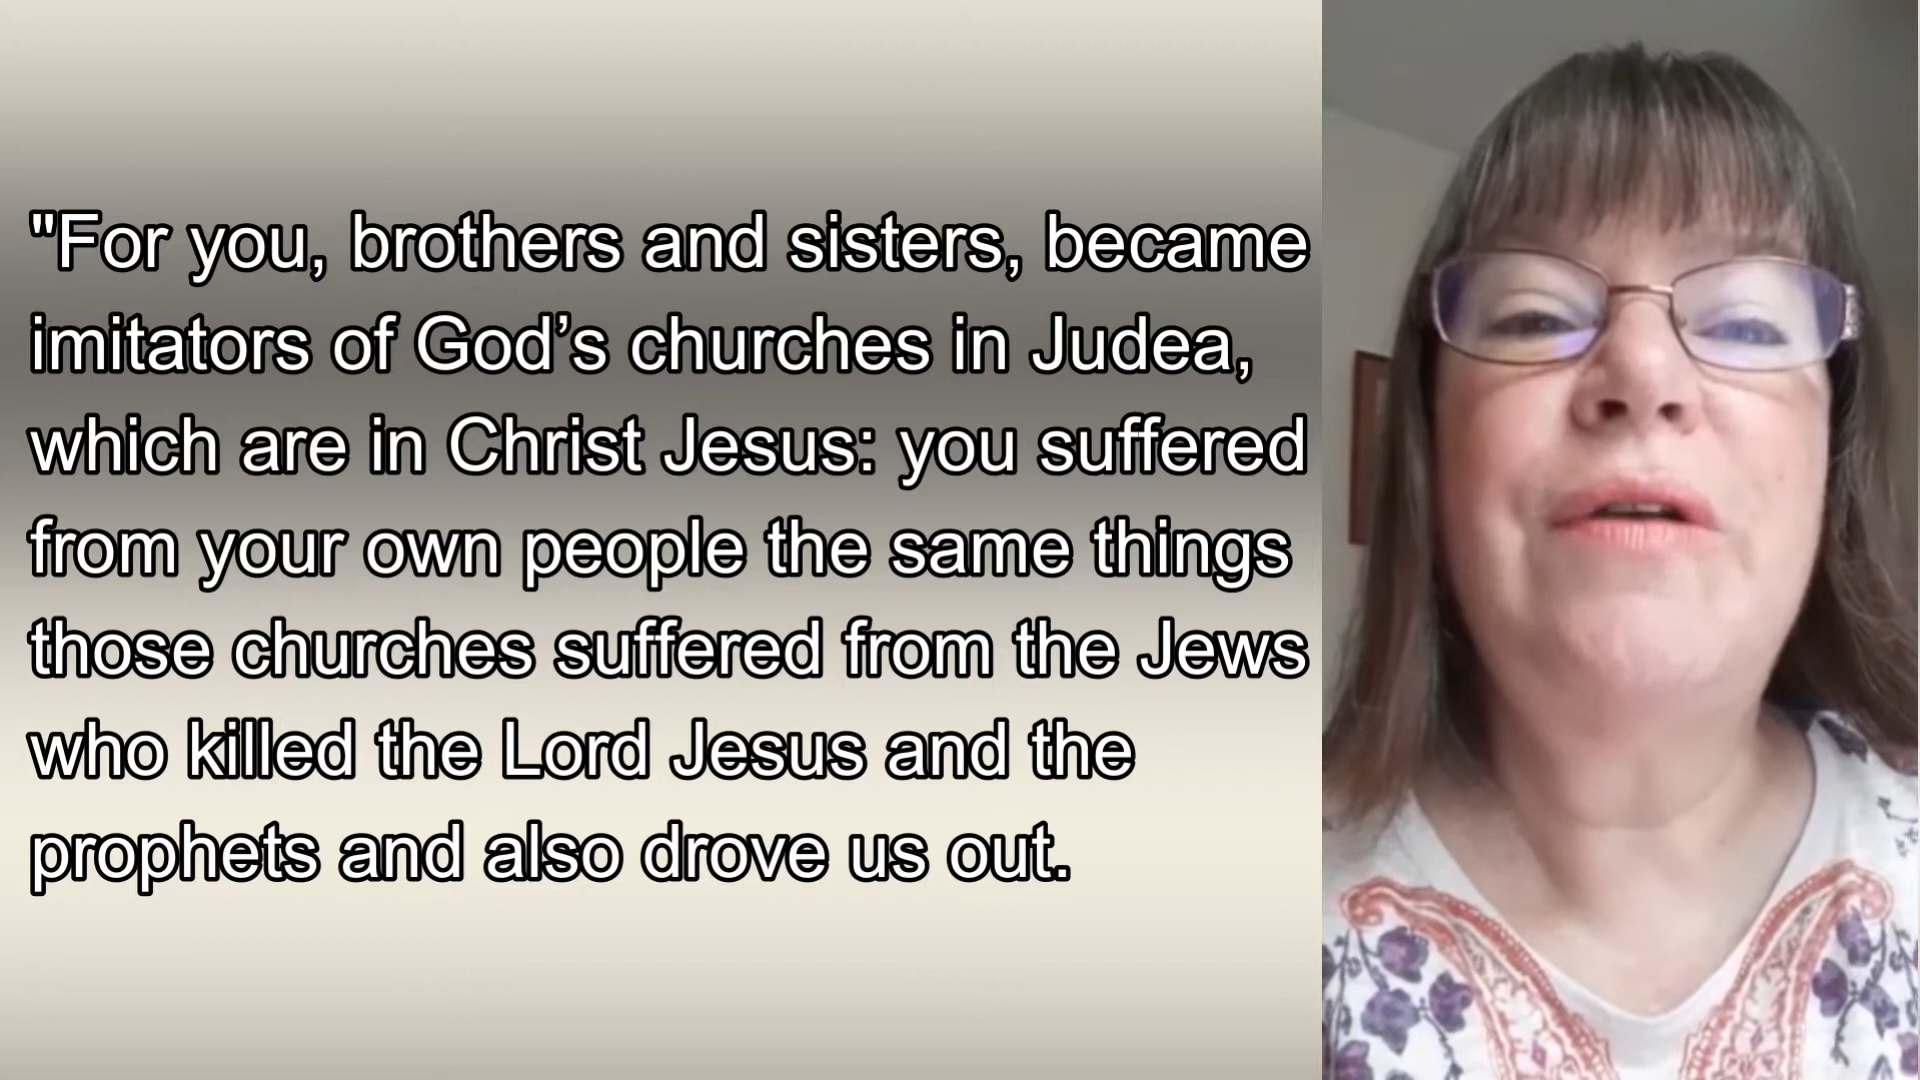 "For you, brothers and sisters, became
imitators of God’s churches in Judea,
which are in Christ Jesus: you suffered
from your own people the same things
those churches suffered from the Jews
who killed the Lord Jesus and the
prophets and also drove us out.